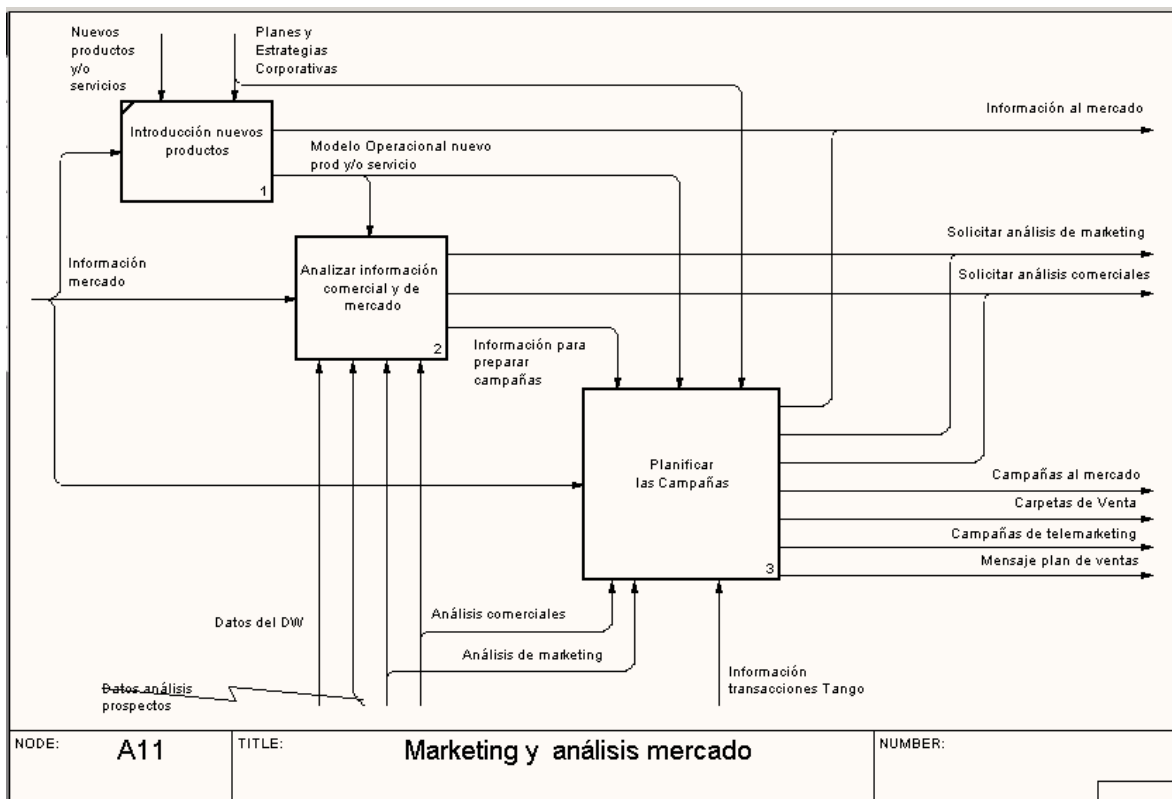 Nuevos
productos
y/o
servicios
Planes y
Estrategias
Corporativas
Introducción nuevos
productos
1
Información al mercado
Modelo Operacional nuevo
prod y/o servicio
Solicitar análisis de marketing
Información
mercado
Analizar información
comercial y de
mercado
2
Solicitar análisis comerciales
Información para
preparar
campañas
Planificar
las Campañas
3
Campañas al mercado
Carpetas de Venta
Campañas de telemarketing
Mensaje plan de ventas
Datos del DW
Análisis comerciales
Análisis de marketing
Información
transacciones Tango
Datos análisis
prospectos
NODE:
A11
TITLE:
Marketing y análisis mercado
NUMBER: